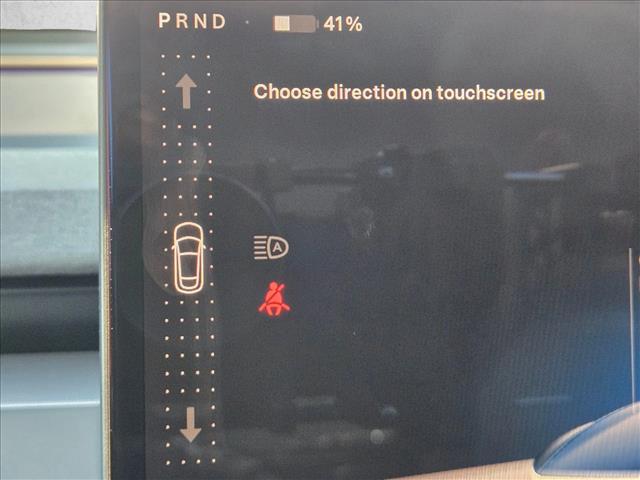 PRND 41%
Choose direction on touchscreen
A